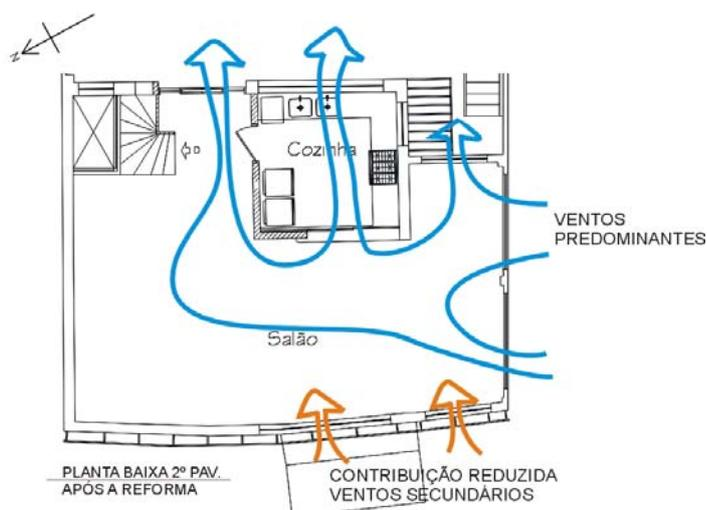 N
Cozinha
VENTOS
PREDOMINANTES
Salão
PLANTA BAIXA 2º PAV.
APÓS A REFORMA
CONTRIBUIÇÃO REDUZIDA
VENTOS SECUNDÁRIOS